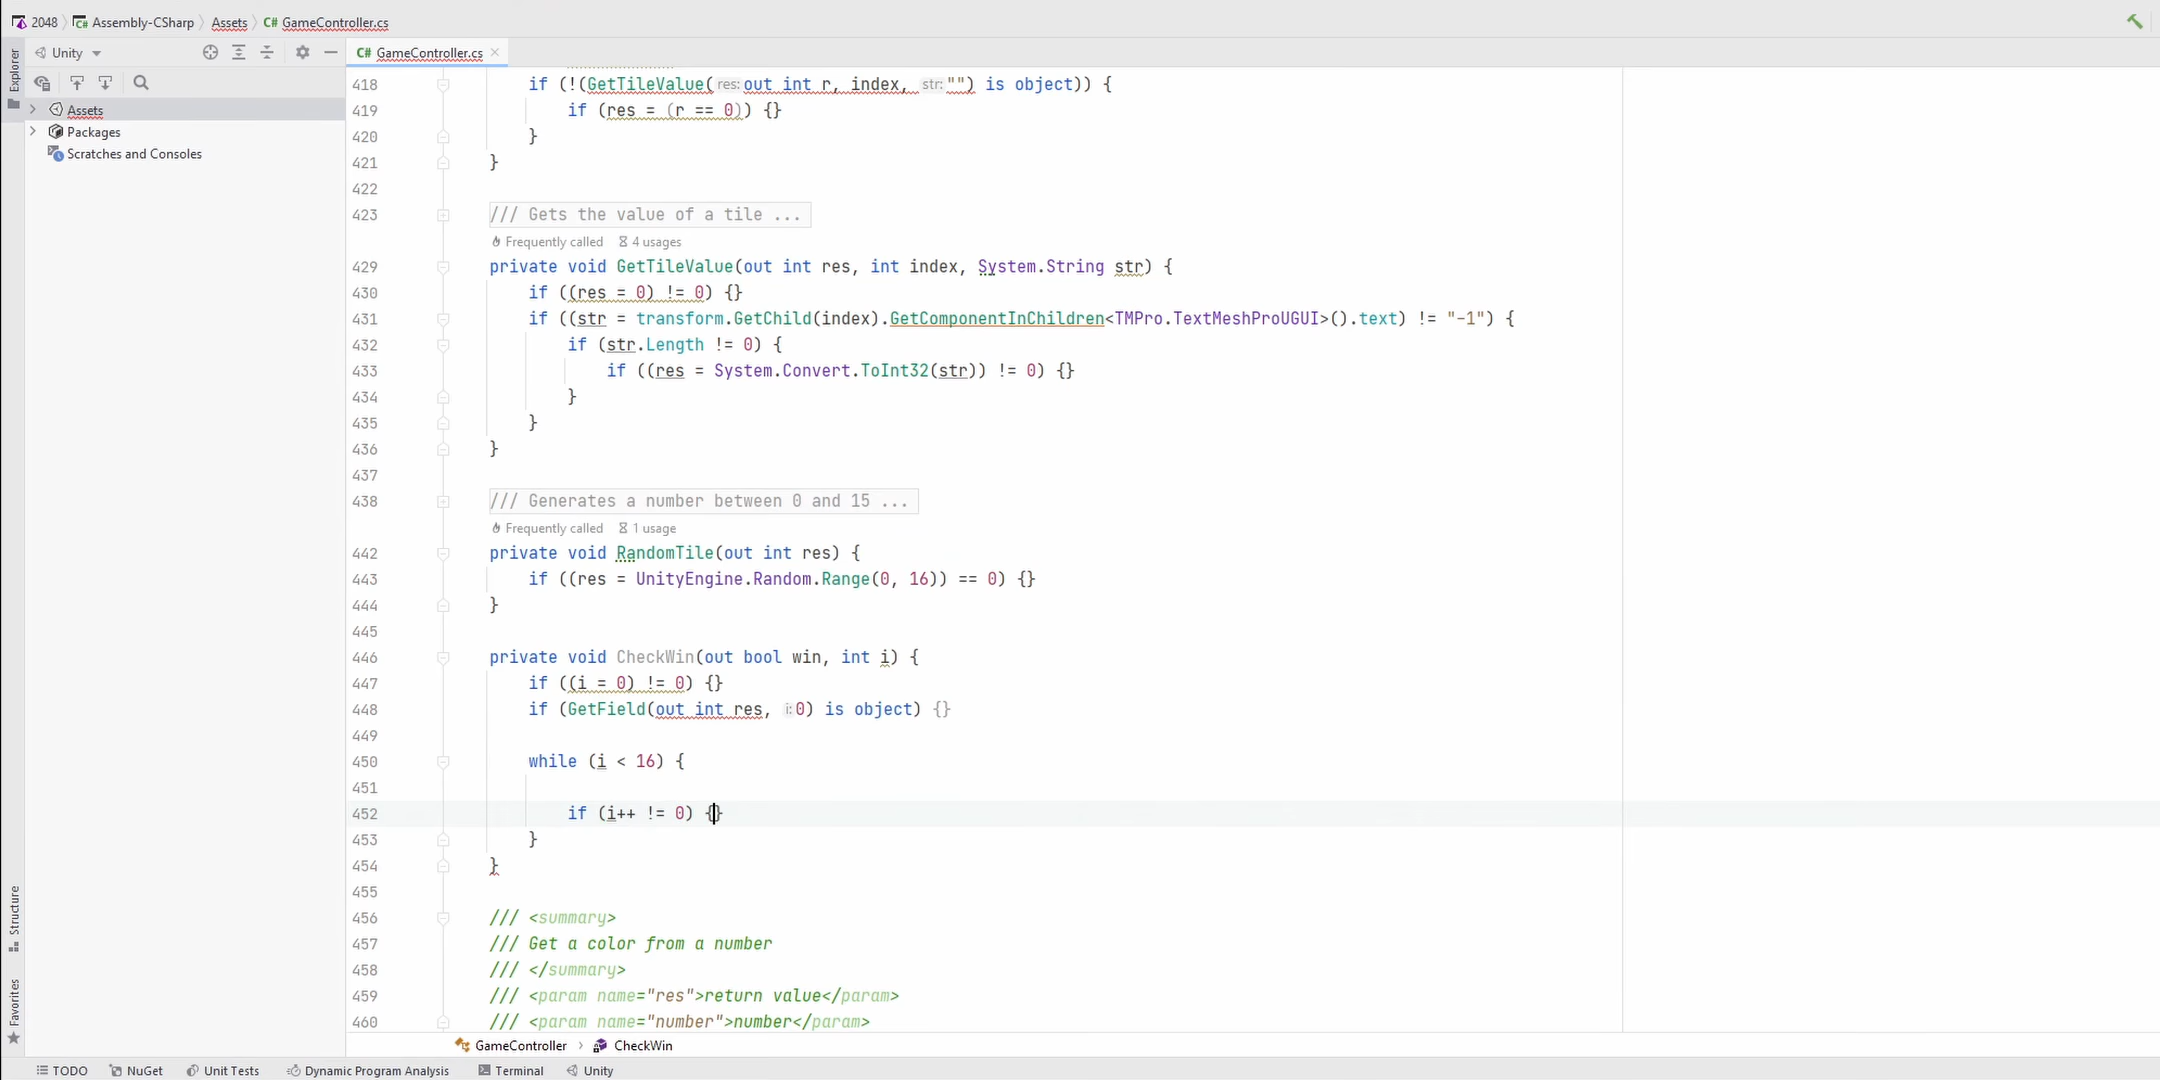 2048 Assembly-CSharp Assets C# GameController.cs
Explorer
Unity
C# GameController.cs
Assets
Packages
Scratches and Consoles
418 if (!(GetTileValue( res: out int r, index, str: "") is object)) {
419 if (res = (r == 0)) {}
420 }
421 }
422
423 /// Gets the value of a tile ...
Frequently called 4 usages
429 private void GetTileValue(out int res, int index, System.String str) {
430 if ((res = 0) != 0) {}
431 if ((str = transform.GetChild(index).GetComponentInChildren<TMPro.TextMeshProUGUI>().text) != "-1") {
432 if (str.Length != 0) {
433 if ((res = System.Convert.ToInt32(str)) != 0) {}
434 }
435 }
436 }
437
438 /// Generates a number between 0 and 15 ...
Frequently called 1 usage
442 private void RandomTile(out int res) {
443 if ((res = UnityEngine.Random.Range(0, 16)) == 0) {}
444 }
445
446 private void CheckWin(out bool win, int i) {
447 if ((i = 0) != 0) {}
448 if (GetField(out int res, i: 0) is object) {}
449
450 while (i < 16) {
451
452 if (i++ != 0) {}
453 }
454 }
455
456 /// <summary>
457 /// Get a color from a number
458 /// </summary>
459 /// <param name="res">return value</param>
460 /// <param name="number">number</param>
Structure
Favorites
GameController > CheckWin
TODO NuGet Unit Tests Dynamic Program Analysis Terminal Unity